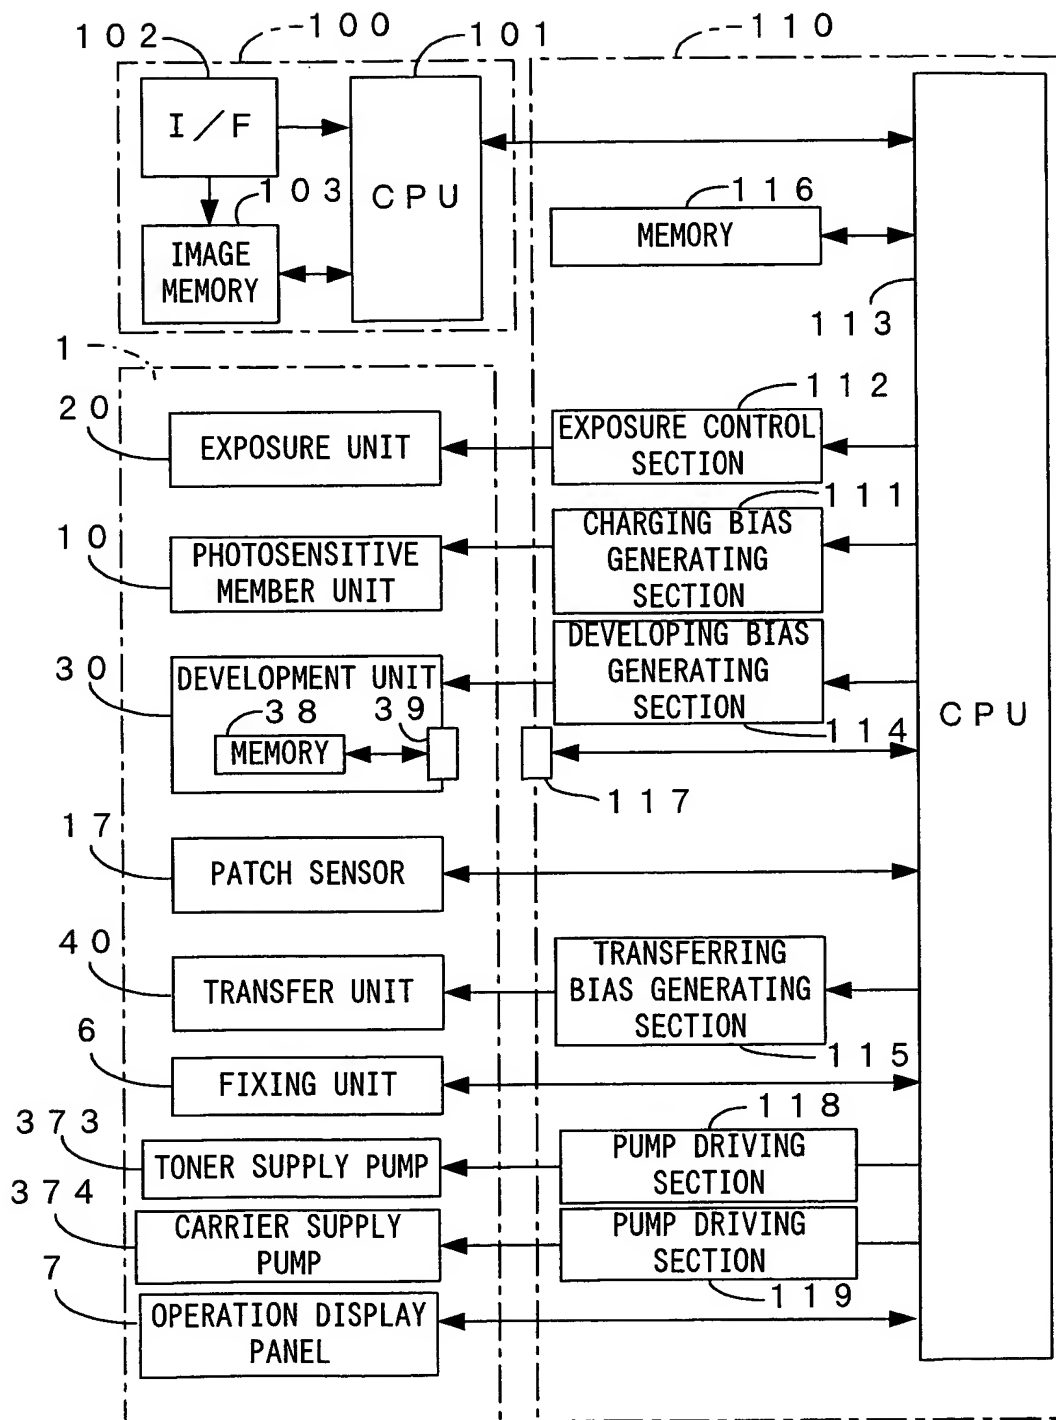 102
100
101
110
I/F
CPU
103
IMAGE
MEMORY
116
MEMORY
113
1
20
EXPOSURE UNIT
112
EXPOSURE CONTROL
SECTION
10
PHOTOSENSITIVE
MEMBER UNIT
111
CHARGING BIAS
GENERATING
SECTION
30
DEVELOPMENT UNIT
38
39
MEMORY
DEVELOPING BIAS
GENERATING
SECTION
114
117
CPU
17
PATCH SENSOR
40
TRANSFER UNIT
TRANSFERRING
BIAS GENERATING
SECTION
115
6
FIXING UNIT
373
TONER SUPPLY PUMP
118
PUMP DRIVING
SECTION
374
CARRIER SUPPLY
PUMP
PUMP DRIVING
SECTION
119
7
OPERATION DISPLAY
PANEL